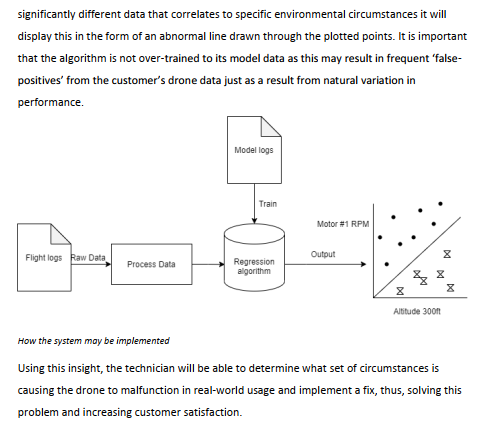 significantly different data that correlates to specific environmental circumstances it will
display this in the form of an abnormal line drawn through the plotted points. It is important
that the algorithm is not over-trained to its model data as this may result in frequent ‘false-
positives’ from the customer’s drone data just as a result from natural variation in
performance.
Model logs
Train
Motor #1 RPM
Flight logs
Raw Data
Process Data
Regression
algorithm
Output
Altitude 300ft
How the system may be implemented
Using this insight, the technician will be able to determine what set of circumstances is
causing the drone to malfunction in real-world usage and implement a fix, thus, solving this
problem and increasing customer satisfaction.